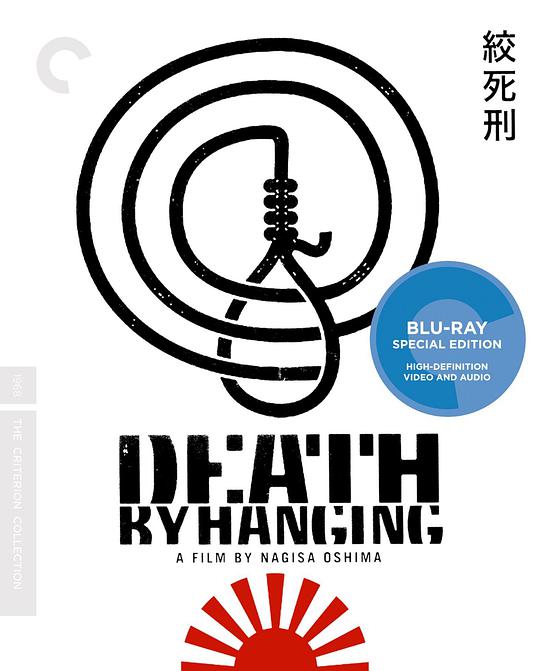 絞死刑
BLU-RAY
SPECIAL EDITION
HIGH-DEFINITION
VIDEO AND AUDIO
1968
THE CRITERION COLLECTION
DEATH
BY HANGING
A FILM BY NAGISA OSHIMA